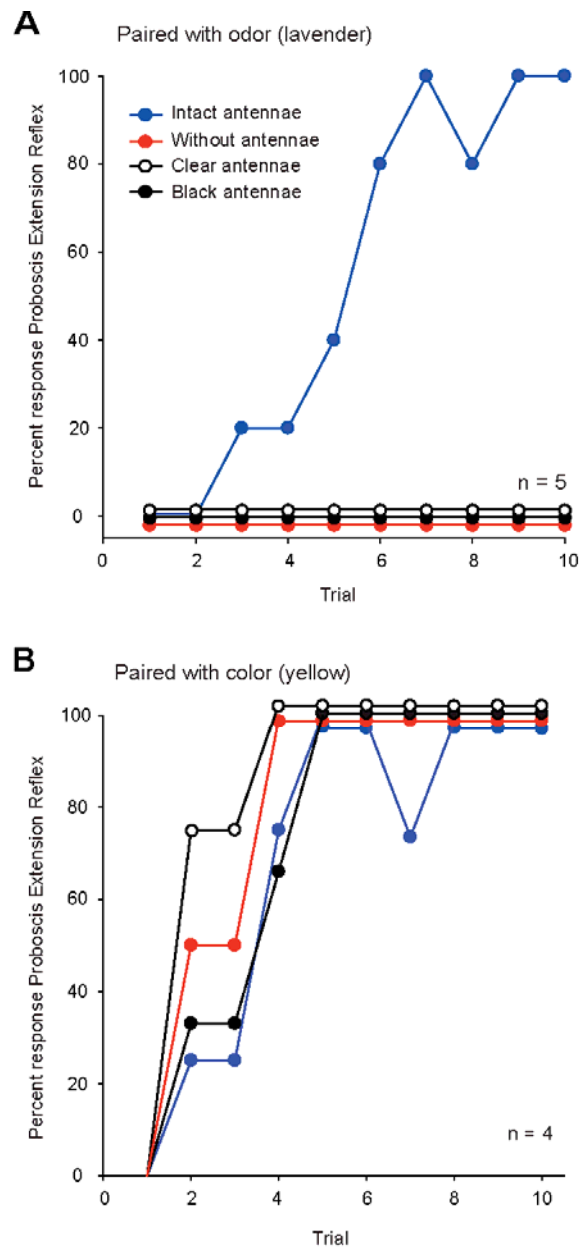 A
Paired with odor (lavender)
100
80
60
40
20
0
Percent response Proboscis Extension Reflex
Intact antennae
Without antennae
Clear antennae
Black antennae
n = 5
0 2 4 6 8 10
Trial
B
Paired with color (yellow)
100
80
60
40
20
0
Percent response Proboscis Extension Reflex
n = 4
0 2 4 6 8 10
Trial